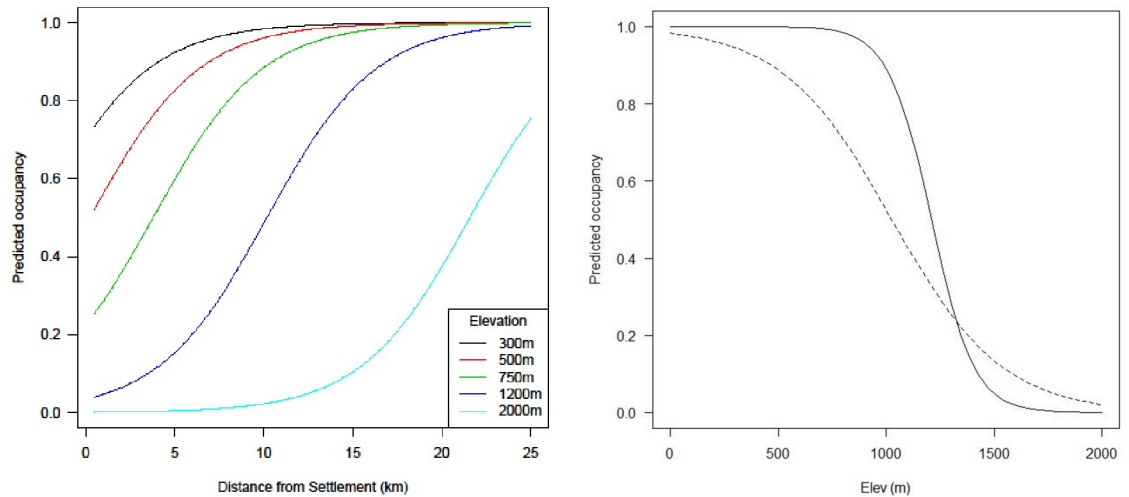 Predicted occupancy
1.0
0.8
0.6
0.4
0.2
0.0
0 5 10 15 20 25
Distance from Settlement (km)
Elevation
300m
500m
750m
1200m
2000m
Predicted occupancy
1.0
0.8
0.6
0.4
0.2
0.0
0 500 1000 1500 2000
Elev (m)